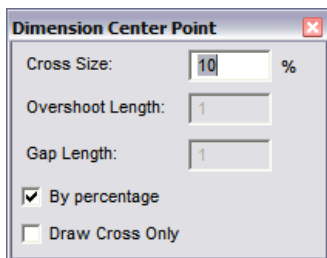 Dimension Center Point
Cross Size: 10 %
Overshoot Length: 1
Gap Length: 1
By percentage
Draw Cross Only